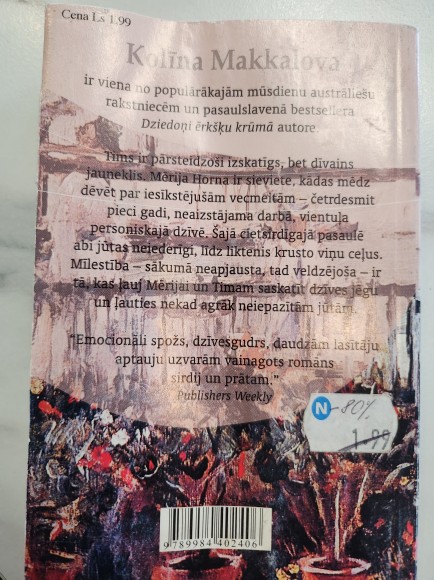 Cena Ls 1,99
Kolīna Makkalova
ir viena no populārākajām mūsdienu austrāliešu
rakstniecēm un pasaulslavenā bestsellera
Dziedoņi ērkšķu krūmā autore
Tims ir pārsteidzoši izskatīgs, bet dīvains
jauneklis. Mērija Horna ir sieviete, kādas mēdz
dēvēt par iesīkstējušām vecmeitām – četrdesmit
pieci gadi, neaizstājama darbā, vientuļa
personiskajā dzīvē. Šajā cietsirdīgajā pasaulē
abi jūtas neiederīgi, līdz liktenis krusto viņu ceļus.
Mīlestība – sākumā neapjausta, tad veldzējoša – ir
tā, kas ļauj Mērijai un Timam saskatīt dzīves jēgu
un ļauties nekad agrāk neiepazītām jūtām.
"Emocionāli spožs, dzīvesgudrs, daudzām lasītāju
aptauju uzvarām vainagots romāns
sirdij un prātam."
Publishers Weekly
N -80%
1.99
9 789984 402406